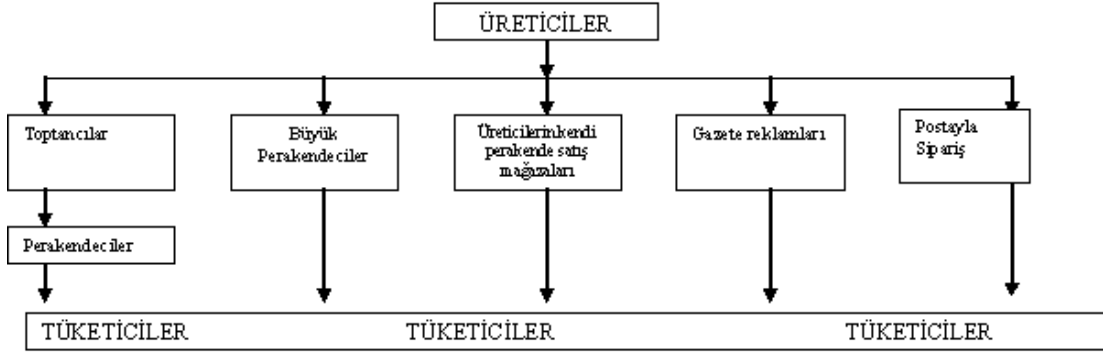 ÜRETİCİLER
Toptancılar
Büyük
Perakendeciler
Üreticilerinkendi
perakende satış
mağazaları
Gazete reklamları
Postayla
Sipariş
Perakendeciler
TÜKETİCİLER TÜKETİCİLER TÜKETİCİLER